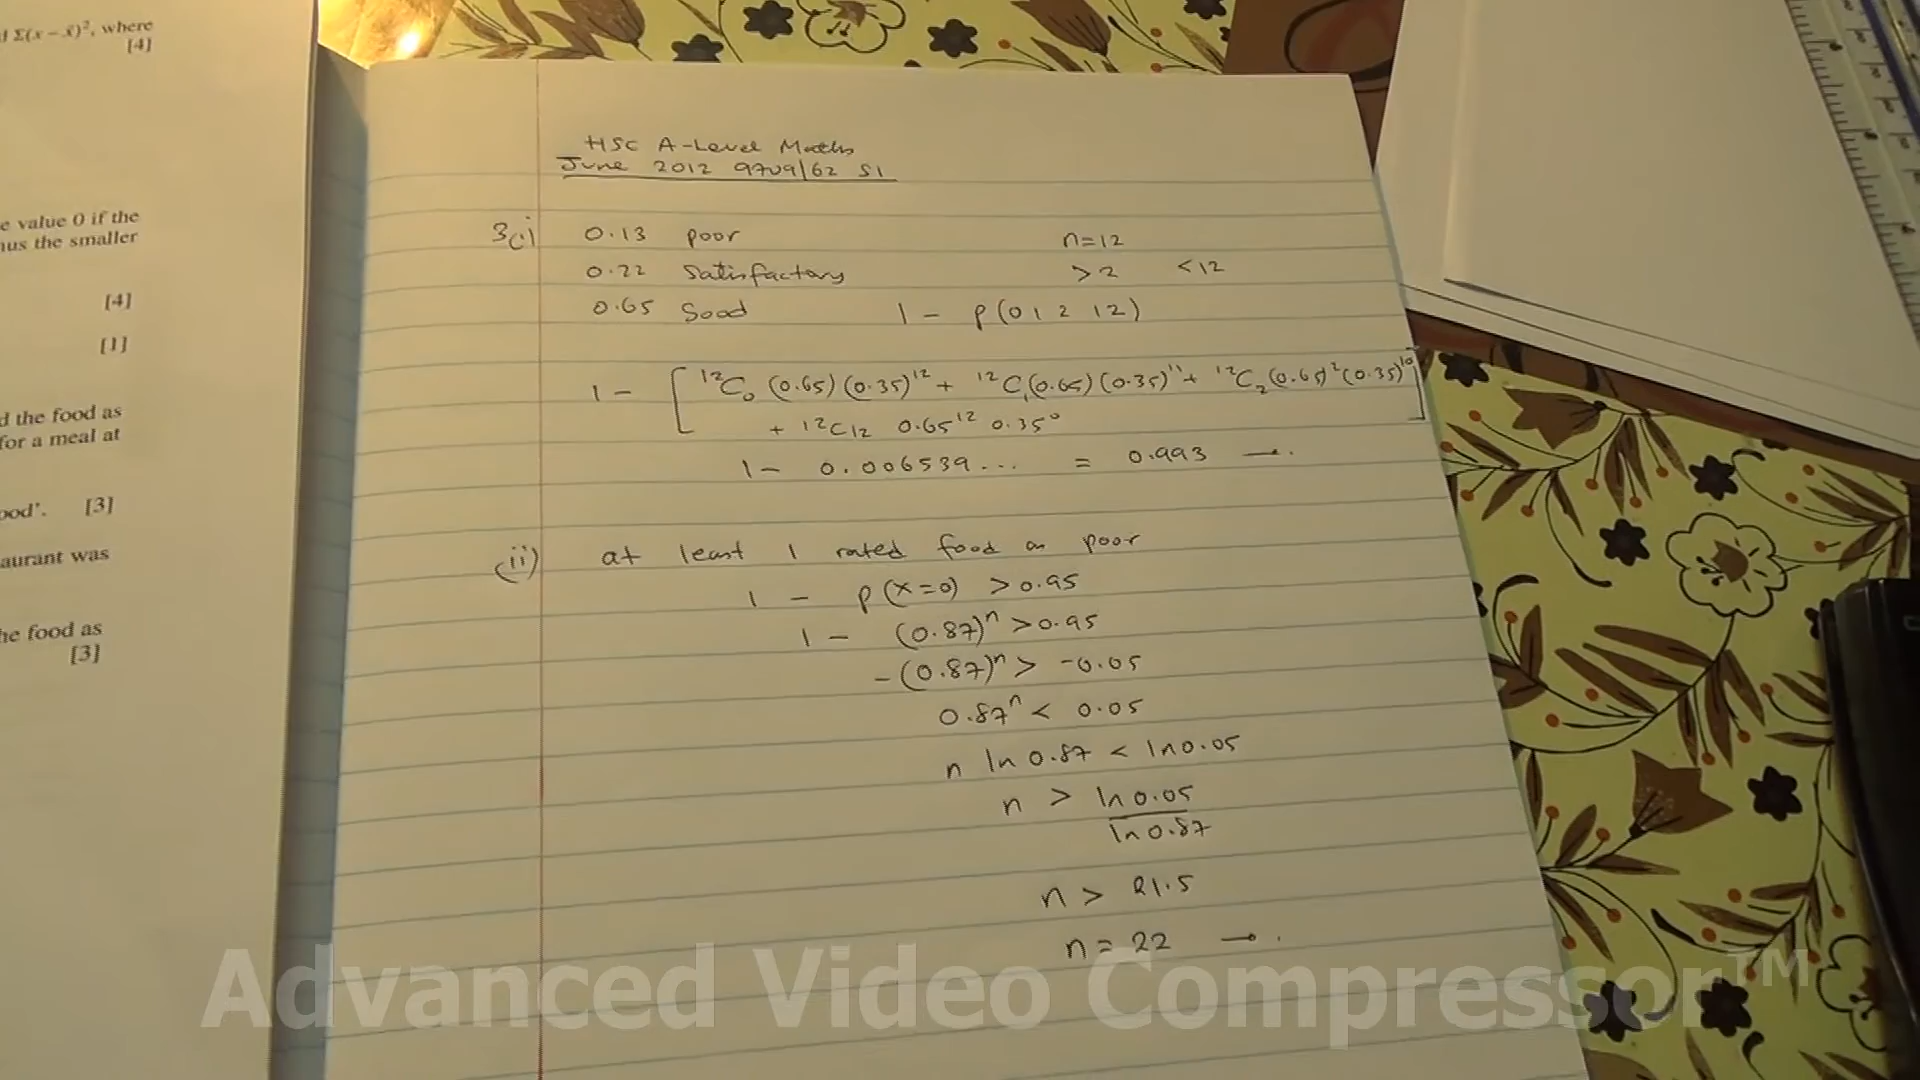 Σ(x – x̄)², where
[4]
e value 0 if the
nus the smaller
[4]
[1]
d the food as
for a meal at
ood'. [3]
aurant was
he food as
[3]
HSC A-Level Maths
June 2012 9709/62 S1
3(i) 0.13 poor n=12
0.22 satisfactory >2 <12
0.65 Good 1 - P(0 1 2 12)
1 - [ ¹²C₀ (0.65)(0.35)¹² + ¹²C₁(0.65)(0.35)¹¹ + ¹²C₂(0.65)²(0.35)¹⁰
+ ¹²C₁₂ 0.65¹² 0.35⁰ ]
1 - 0.006539... = 0.993
(ii) at least 1 rated food as poor
1 - P(X=0) > 0.95
1 - (0.87)ⁿ > 0.95
-(0.87)ⁿ > -0.05
0.87ⁿ < 0.05
n ln 0.87 < ln 0.05
n > ln 0.05
ln 0.87
n > 21.5
n = 22
Advanced Video Compressor™